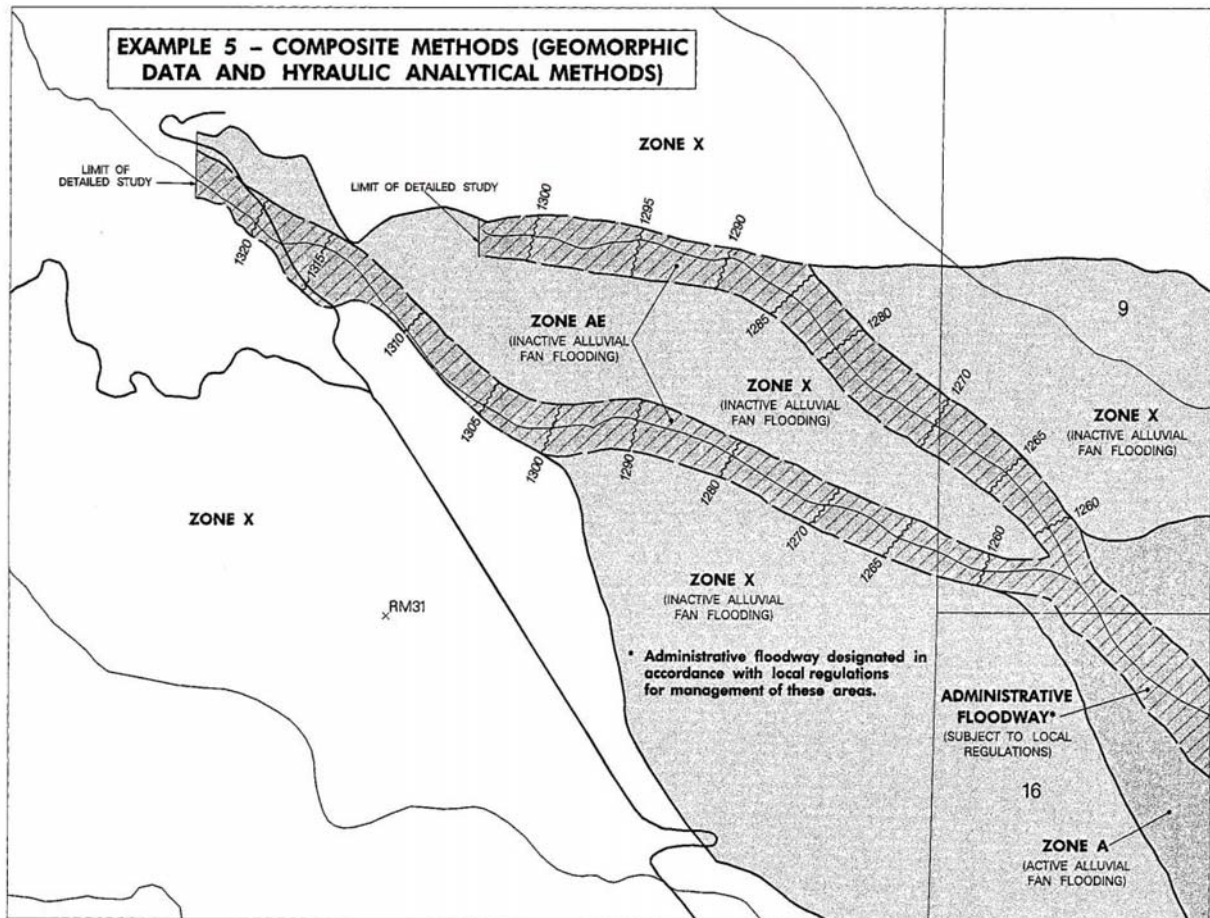 EXAMPLE 5 – COMPOSITE METHODS (GEOMORPHIC
DATA AND HYRAULIC ANALYTICAL METHODS)
ZONE X
LIMIT OF
DETAILED STUDY
LIMIT OF DETAILED STUDY
1300
1295
1290
1320
1315
1310
1305
1300
1290
1280
1270
1265
1260
1285
1280
1270
1265
1260
9
ZONE AE
(INACTIVE ALLUVIAL
FAN FLOODING)
ZONE X
(INACTIVE ALLUVIAL
FAN FLOODING)
ZONE X
(INACTIVE ALLUVIAL
FAN FLOODING)
ZONE X
RM31
ZONE X
(INACTIVE ALLUVIAL
FAN FLOODING)
* Administrative floodway designated in
accordance with local regulations
for management of these areas.
ADMINISTRATIVE
FLOODWAY*
(SUBJECT TO LOCAL
REGULATIONS)
16
ZONE A
(ACTIVE ALLUVIAL
FAN FLOODING)